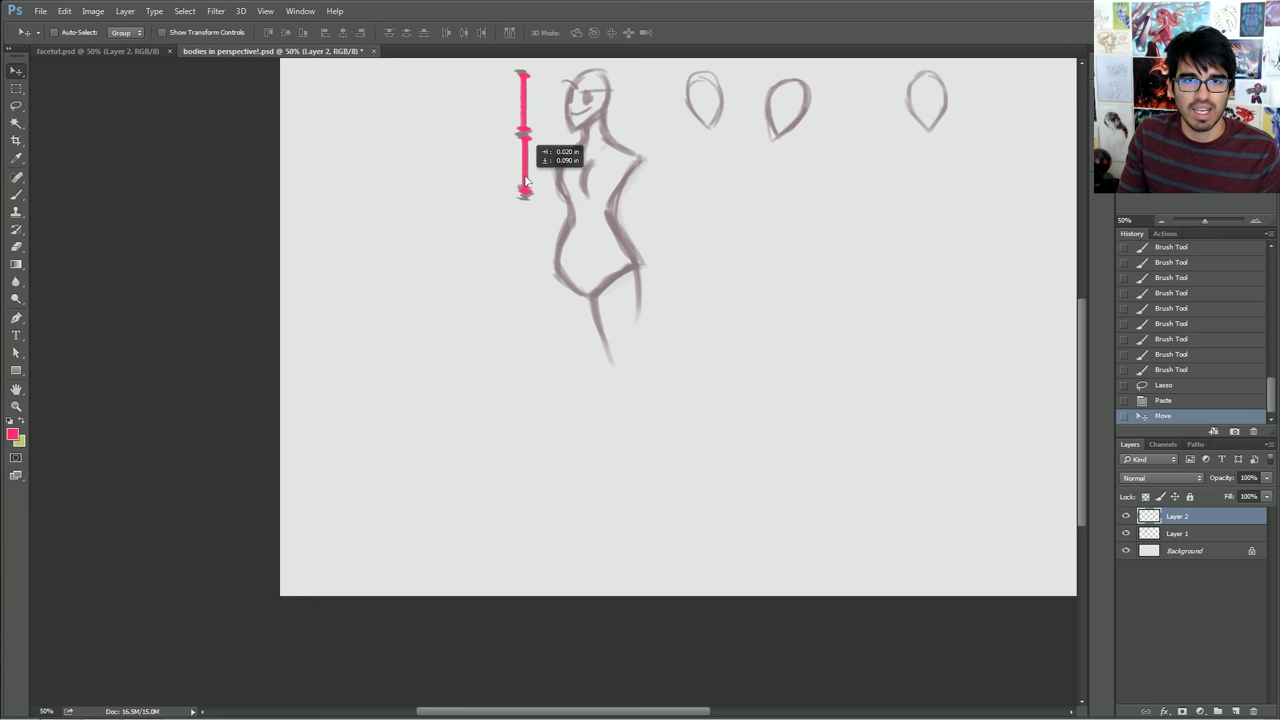 Ps File Edit Image Layer Type Select Filter 3D View Window Help
Auto-Select: Group Show Transform Controls 3D Mode:
facetut.psd @ 50% (Layer 2, RGB/8) × bodies in perspective!.psd @ 50% (Layer 2, RGB/8) * ×
: 0.020 in
: 0.090 in
50%
History Actions
Brush Tool
Brush Tool
Brush Tool
Brush Tool
Brush Tool
Brush Tool
Brush Tool
Brush Tool
Brush Tool
Lasso
Paste
Move
Layers Channels Paths
Kind
Normal Opacity: 100%
Lock: Fill: 100%
Layer 2
Layer 1
Background
50% Doc: 16.5M/15.0M
fx